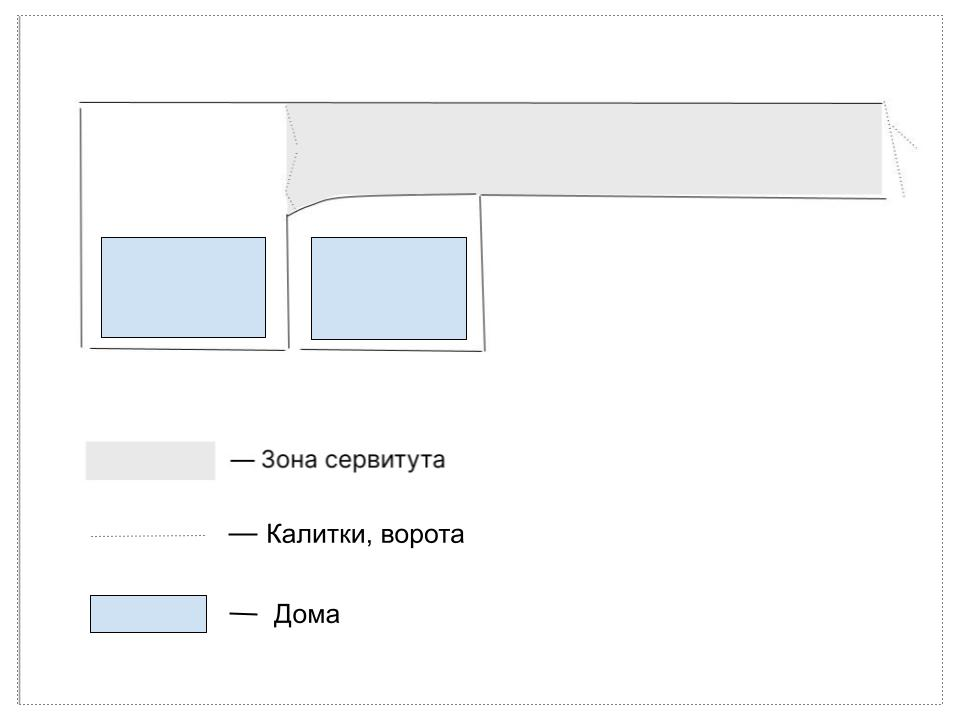 — Зона сервитута
— Калитки, ворота
— Дома